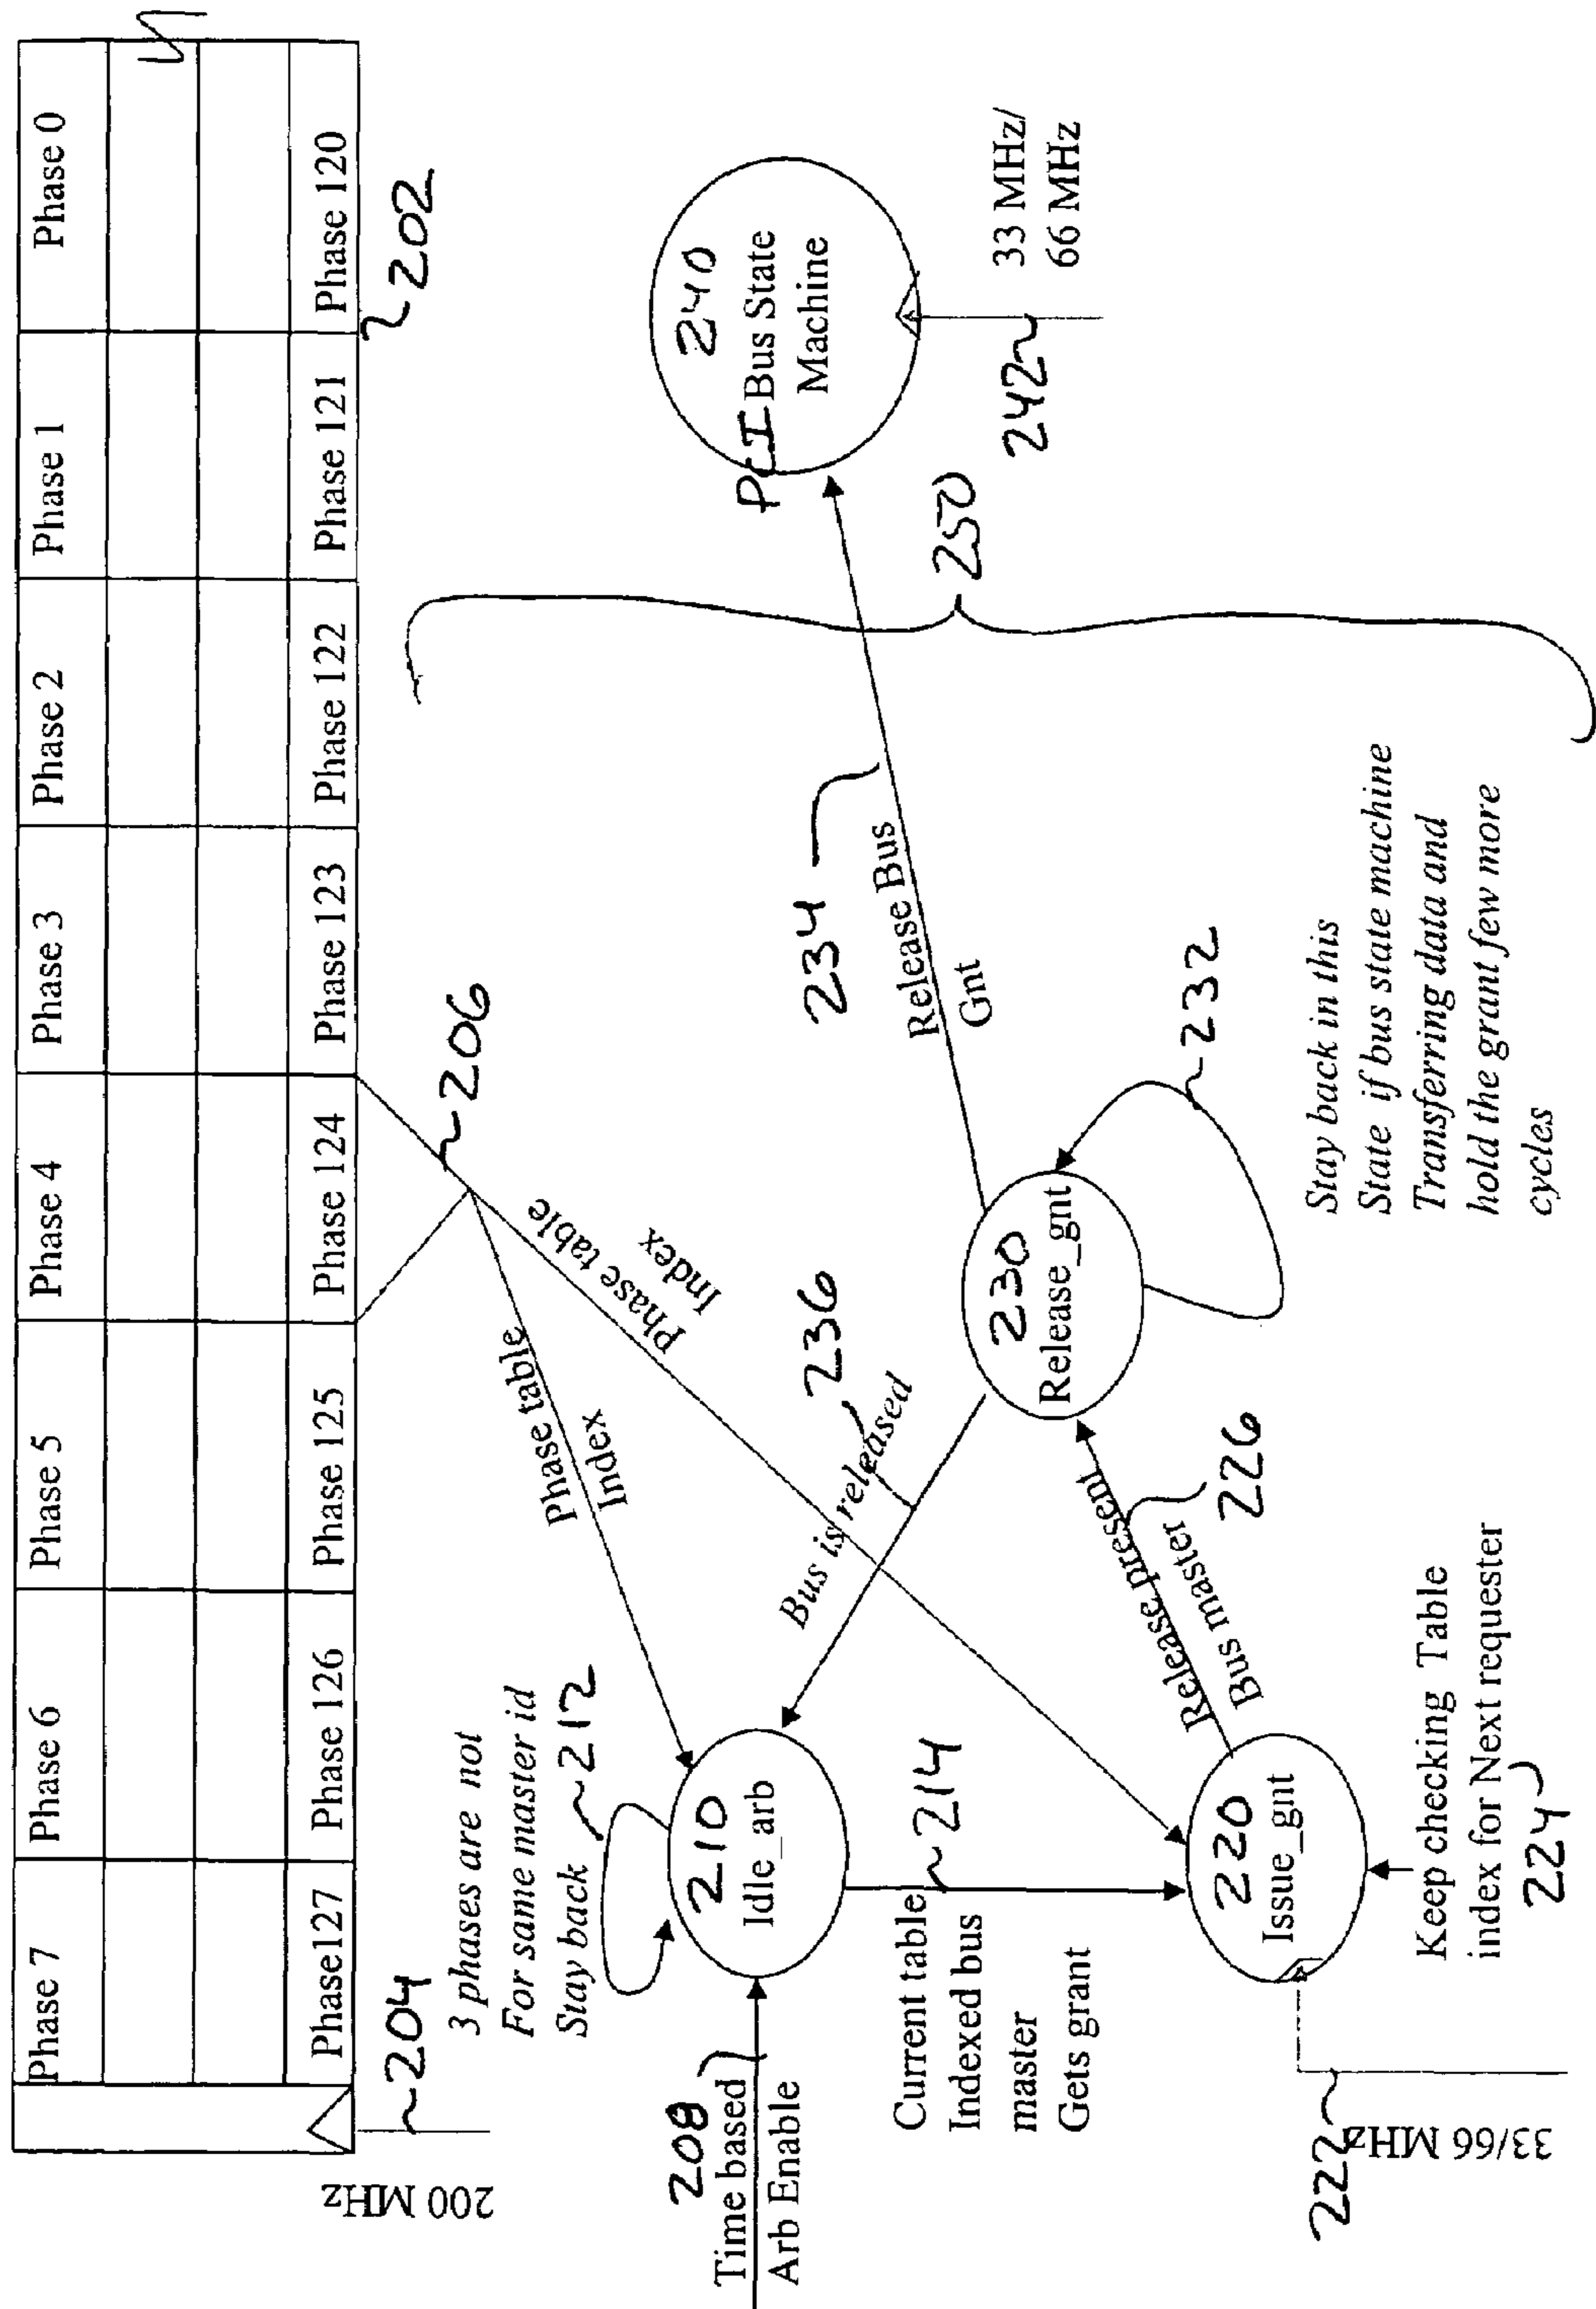 Phase 7 Phase 6 Phase 5 Phase 4 Phase 3 Phase 2 Phase 1 Phase 0
Phase127 Phase 126 Phase 125 Phase 124 Phase 123 Phase 122 Phase 121 Phase 120
200 MHz
204
206
202
3 phases are not
For same master id
Stay back
212
Phase table
Index
Phase table
Index
208
Time based
Arb Enable
210
Idle_arb
Bus is released
236
234
Release Bus
Gnt
250
240
PCI Bus State
Machine
242
33 MHz/
66 MHz
Current table
Indexed bus
master
Gets grant
214
230
Release_gnt
232
Release present
Bus master
226
220
Issue_gnt
222
33/66 MHz
Keep checking Table
index for Next requester
224
Stay back in this
State if bus state machine
Transferring data and
hold the grant few more
cycles